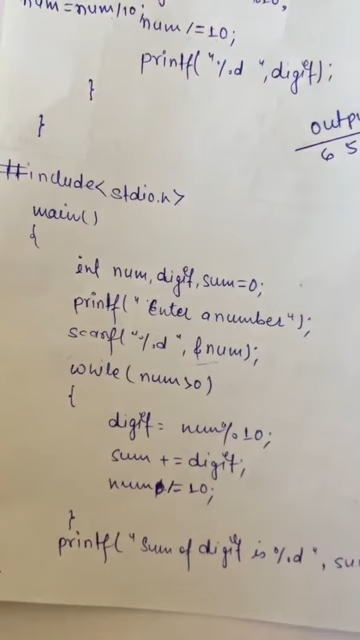 num=num/10;
num/=10;
printf("%d ",digit);
}
}
outpu
6 5
#include<stdio.h>
main()
{
int num,digit,sum=0;
printf("Enter a number");
scanf("%d",&num);
while(num>0)
{
digit= num%10;
sum +=digit;
num/=10;
}
printf("Sum of digit is %d", su